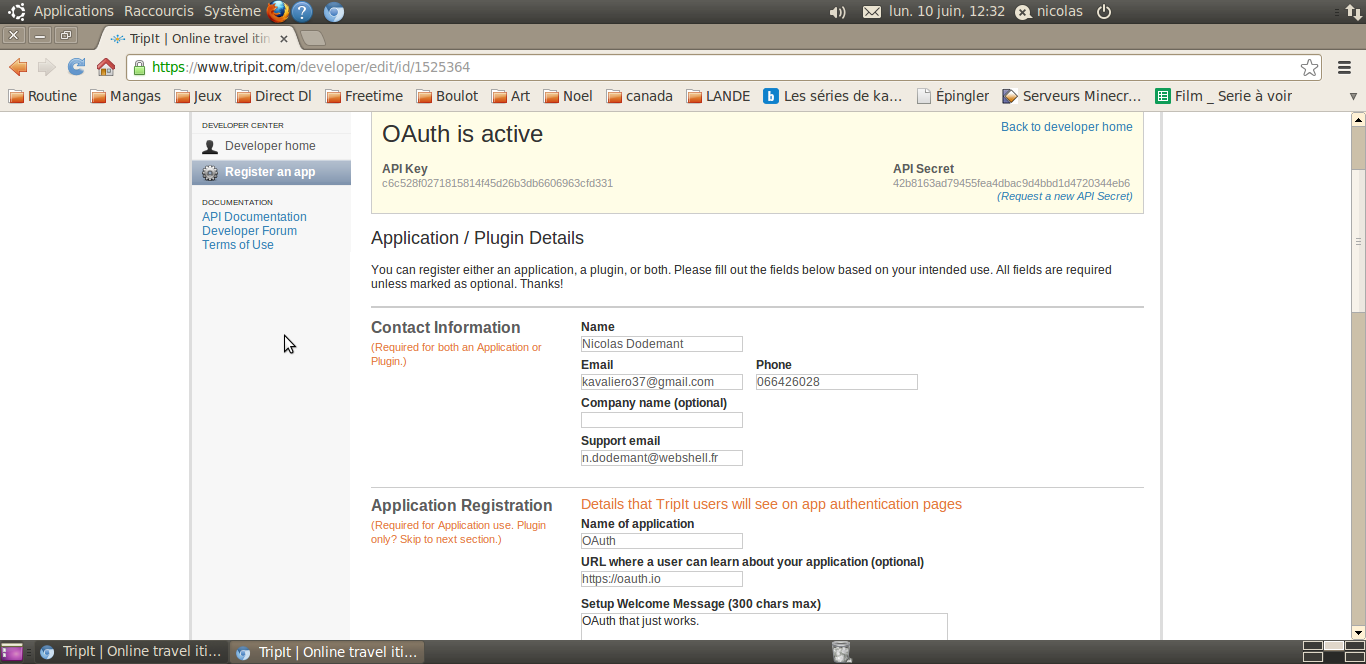 Applications Raccourcis Système lun. 10 juin, 12:32 nicolas
TripIt | Online travel itin
https://www.tripit.com/developer/edit/id/1525364
Routine Mangas Jeux Direct Dl Freetime Boulot Art Noel canada LANDE Les séries de ka... Épingler Serveurs Minecr... Film _ Serie à voir
DEVELOPER CENTER
Developer home
Register an app
DOCUMENTATION
API Documentation
Developer Forum
Terms of Use
OAuth is active
Back to developer home
API Key
c6c528f0271815814f45d26b3db6606963cfd331
API Secret
42b8163ad79455fea4dbac9d4bbd1d4720344eb6
(Request a new API Secret)
Application / Plugin Details
You can register either an application, a plugin, or both. Please fill out the fields below based on your intended use. All fields are required
unless marked as optional. Thanks!
Contact Information
(Required for both an Application or
Plugin.)
Name
Nicolas Dodemant
Email
kavaliero37@gmail.com
Phone
066426028
Company name (optional)
Support email
n.dodemant@webshell.fr
Application Registration
(Required for Application use. Plugin
only? Skip to next section.)
Details that TripIt users will see on app authentication pages
Name of application
OAuth
URL where a user can learn about your application (optional)
https://oauth.io
Setup Welcome Message (300 chars max)
OAuth that just works.
TripIt | Online travel iti... TripIt | Online travel iti...